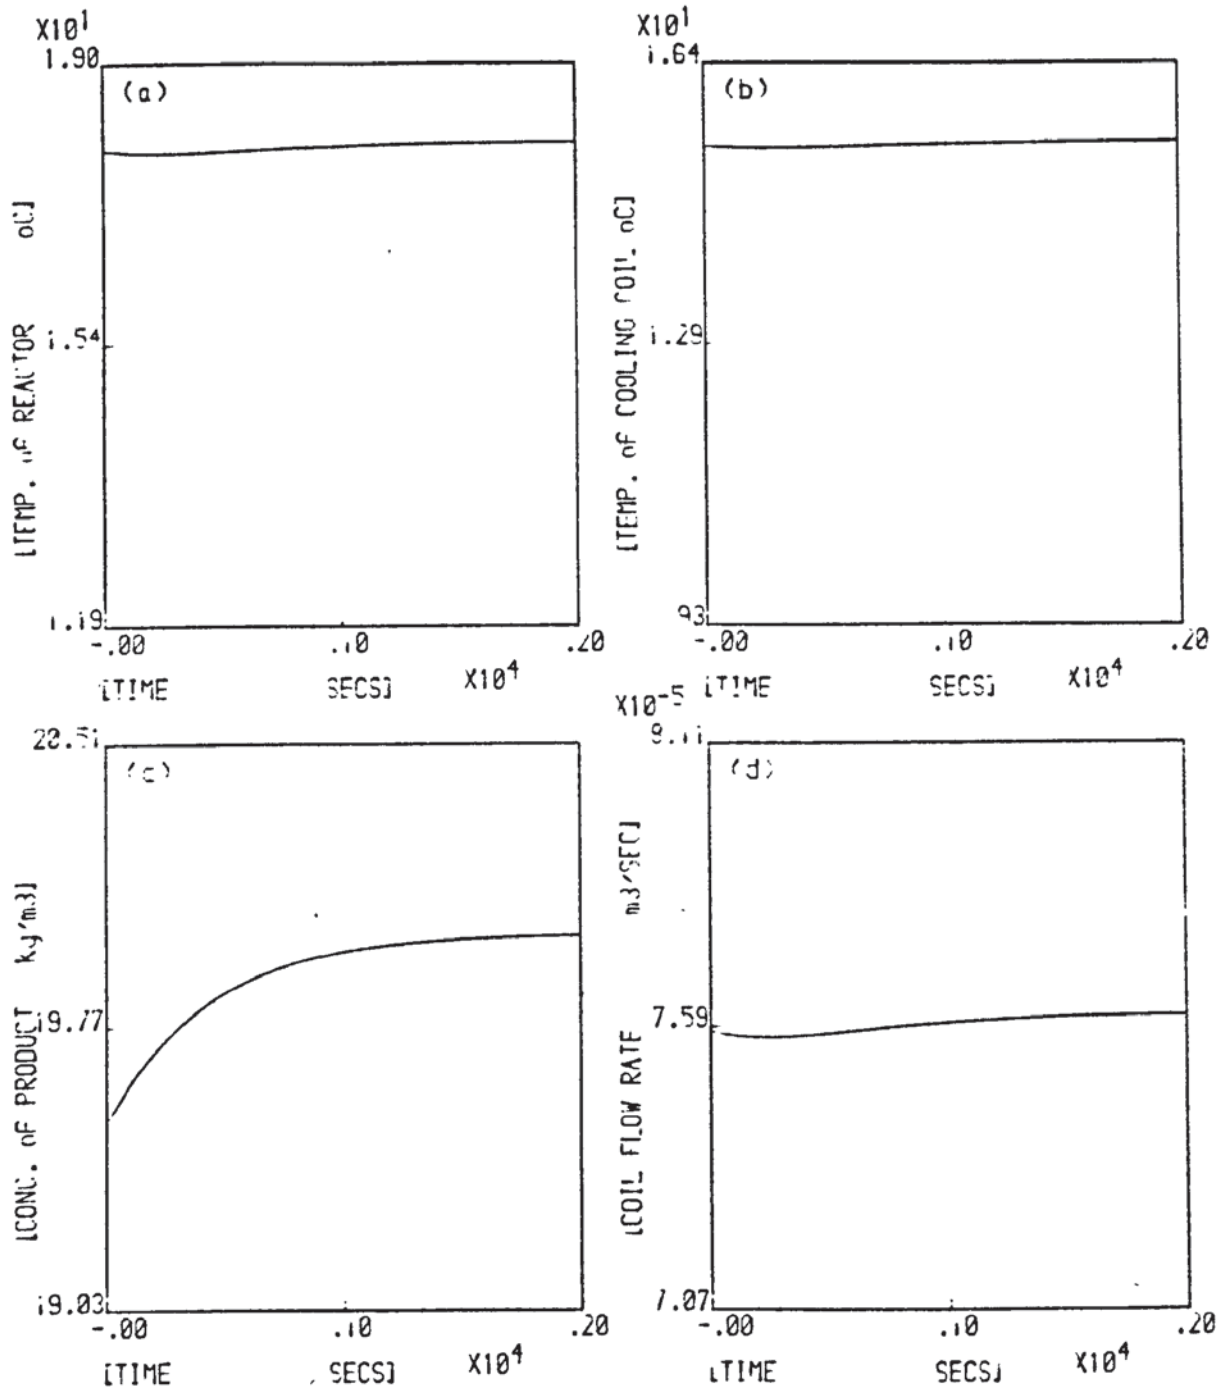 X10¹
1.90
(a)
1.54
1.19
[TEMP. of REACTOR oC]
-.00 .10 .20
[TIME SECS] X10⁴
X10¹
1.64
(b)
1.29
.93
[TEMP. of COOLING COIL oC]
-.00 .10 .20
[TIME SECS] X10⁴
20.51
(c)
19.77
19.03
[CONC. of PRODUCT kg/m3]
-.00 .10 .20
[TIME SECS] X10⁴
X10⁻⁵
(d)
7.59
7.07
[COIL FLOW RATE m3/SEC]
-.00 .10 .20
[TIME SECS] X10⁴